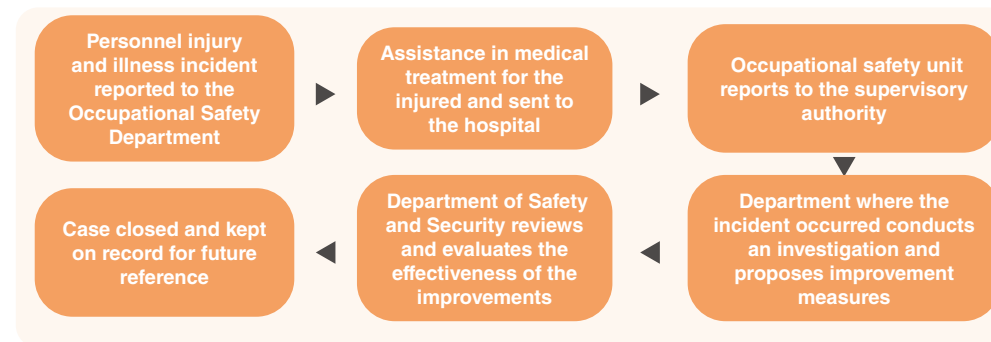 Personnel injury
and illness incident
reported to the
Occupational Safety
Department
Assistance in medical
treatment for the
injured and sent to
the hospital
Occupational safety unit
reports to the supervisory
authority
Department where the
incident occurred conducts
an investigation and
proposes improvement
measures
Department of Safety
and Security reviews
and evaluates the
effectiveness of the
improvements
Case closed and kept
on record for future
reference